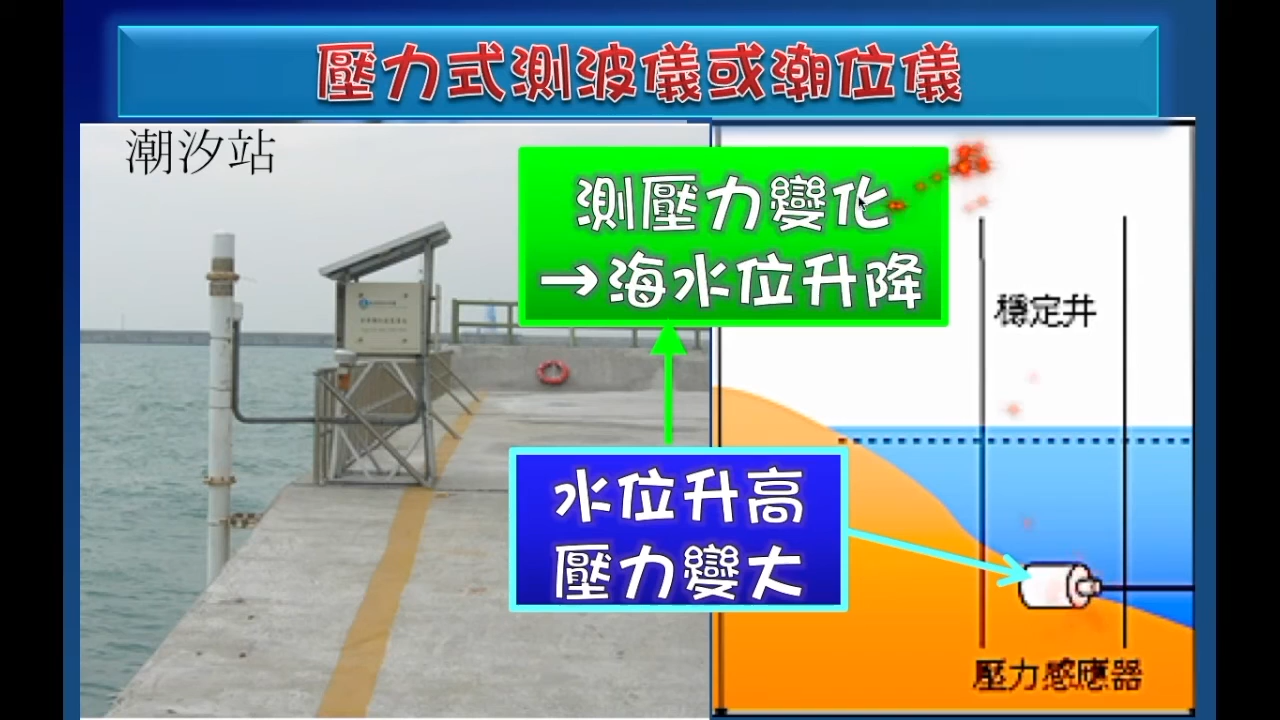 壓力式測波儀或潮位儀
潮汐站
測壓力變化
→海水位升降
穩定井
水位升高
壓力變大
壓力感應器